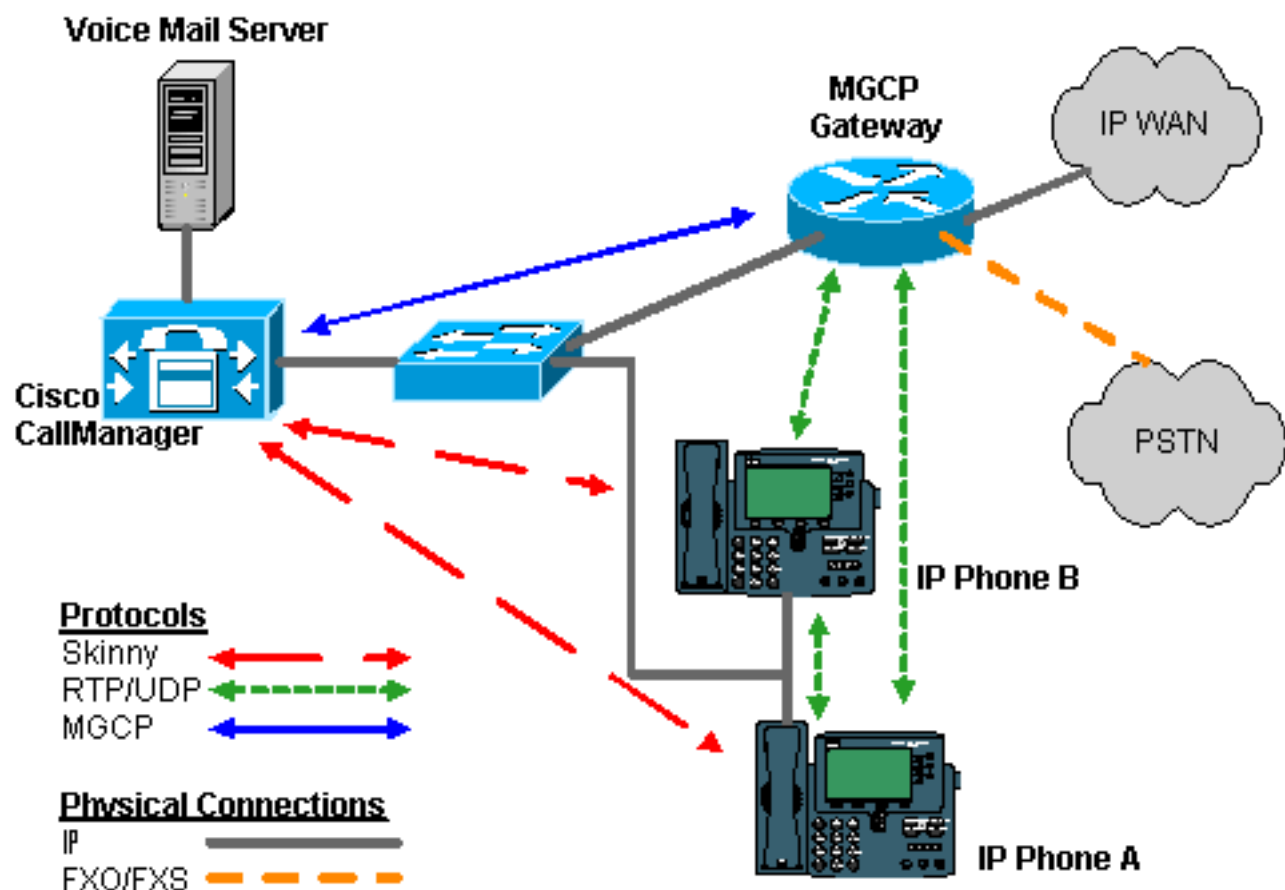 Voice Mail Server
MGCP
Gateway
IP WAN
Cisco
CallManager
PSTN
IP Phone B
Protocols
Skinny
RTP/UDP
MGCP
Physical Connections
IP
FXO/FXS
IP Phone A